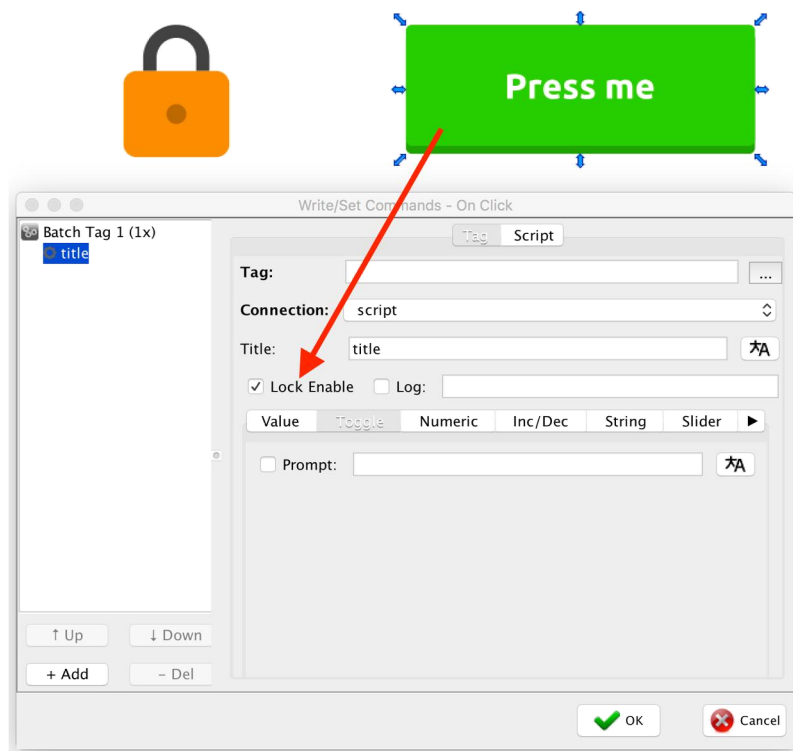 Press me
Write/Set Commands - On Click
Batch Tag 1 (1x)
title
Tag Script
Tag: ...
Connection: script
Title: title
Lock Enable Log:
Value Toggle Numeric Inc/Dec String Slider
Prompt:
↑ Up ↓ Down
+ Add - Del
OK Cancel